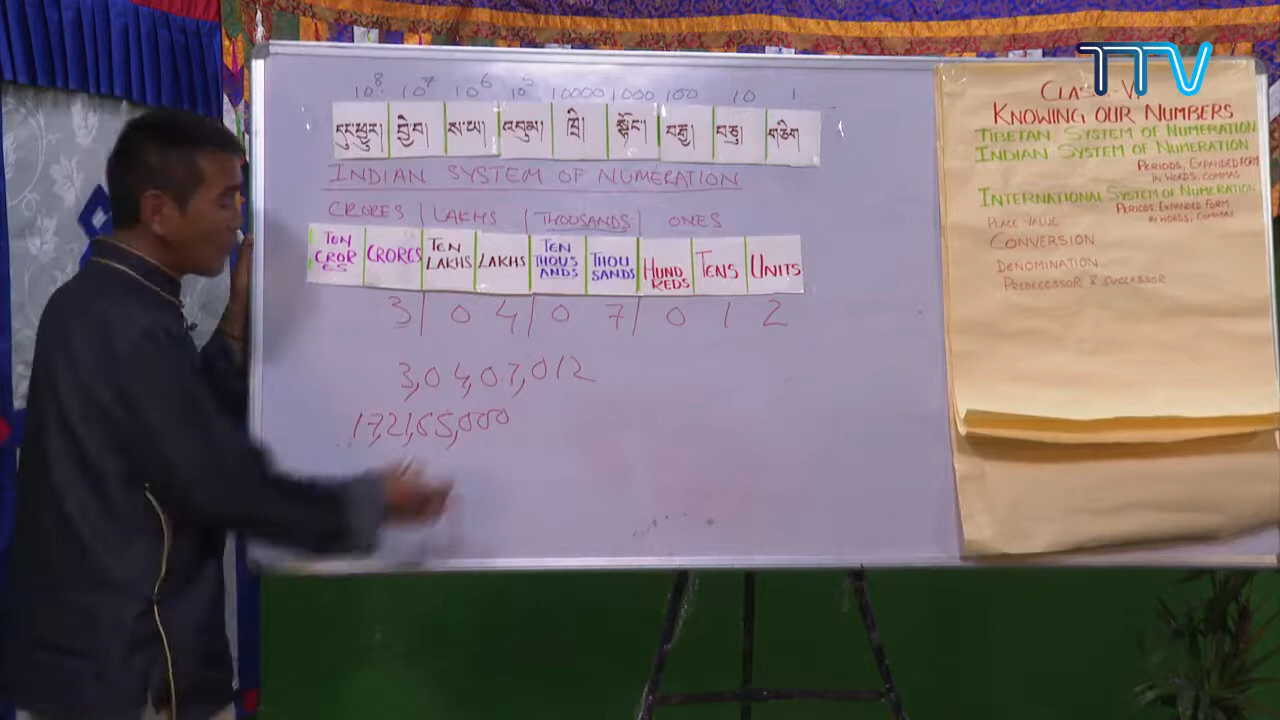 TTV
10⁸ 10⁷ 10⁶ 10⁵ 10000 1000 100 10 1
དུང་ཕྱུར། བྱེ་བ། ས་ཡ། འབུམ། ཁྲི། སྟོང་། བརྒྱ། བཅུ། གཅིག
INDIAN SYSTEM OF NUMERATION
CRORES | LAKHS | THOUSANDS | ONES
TEN CRORES CRORES TEN LAKHS LAKHS TEN THOUSANDS THOUSANDS HUNDREDS TENS UNITS
3 | 0 4 | 0 7 | 0 1 2
3,04,07,012
17,21,65,000
KNOWING OUR NUMBERS
TIBETAN SYSTEM OF NUMERATION
INDIAN SYSTEM OF NUMERATION
PERIODS, EXPANDED FORM
IN WORDS, COMMAS
INTERNATIONAL SYSTEM OF NUMERATION
PERIODS, EXPANDED FORM
IN WORDS, COMMAS
PLACE VALUE
CONVERSION
DENOMINATION
PREDECESSOR & SUCCESSOR